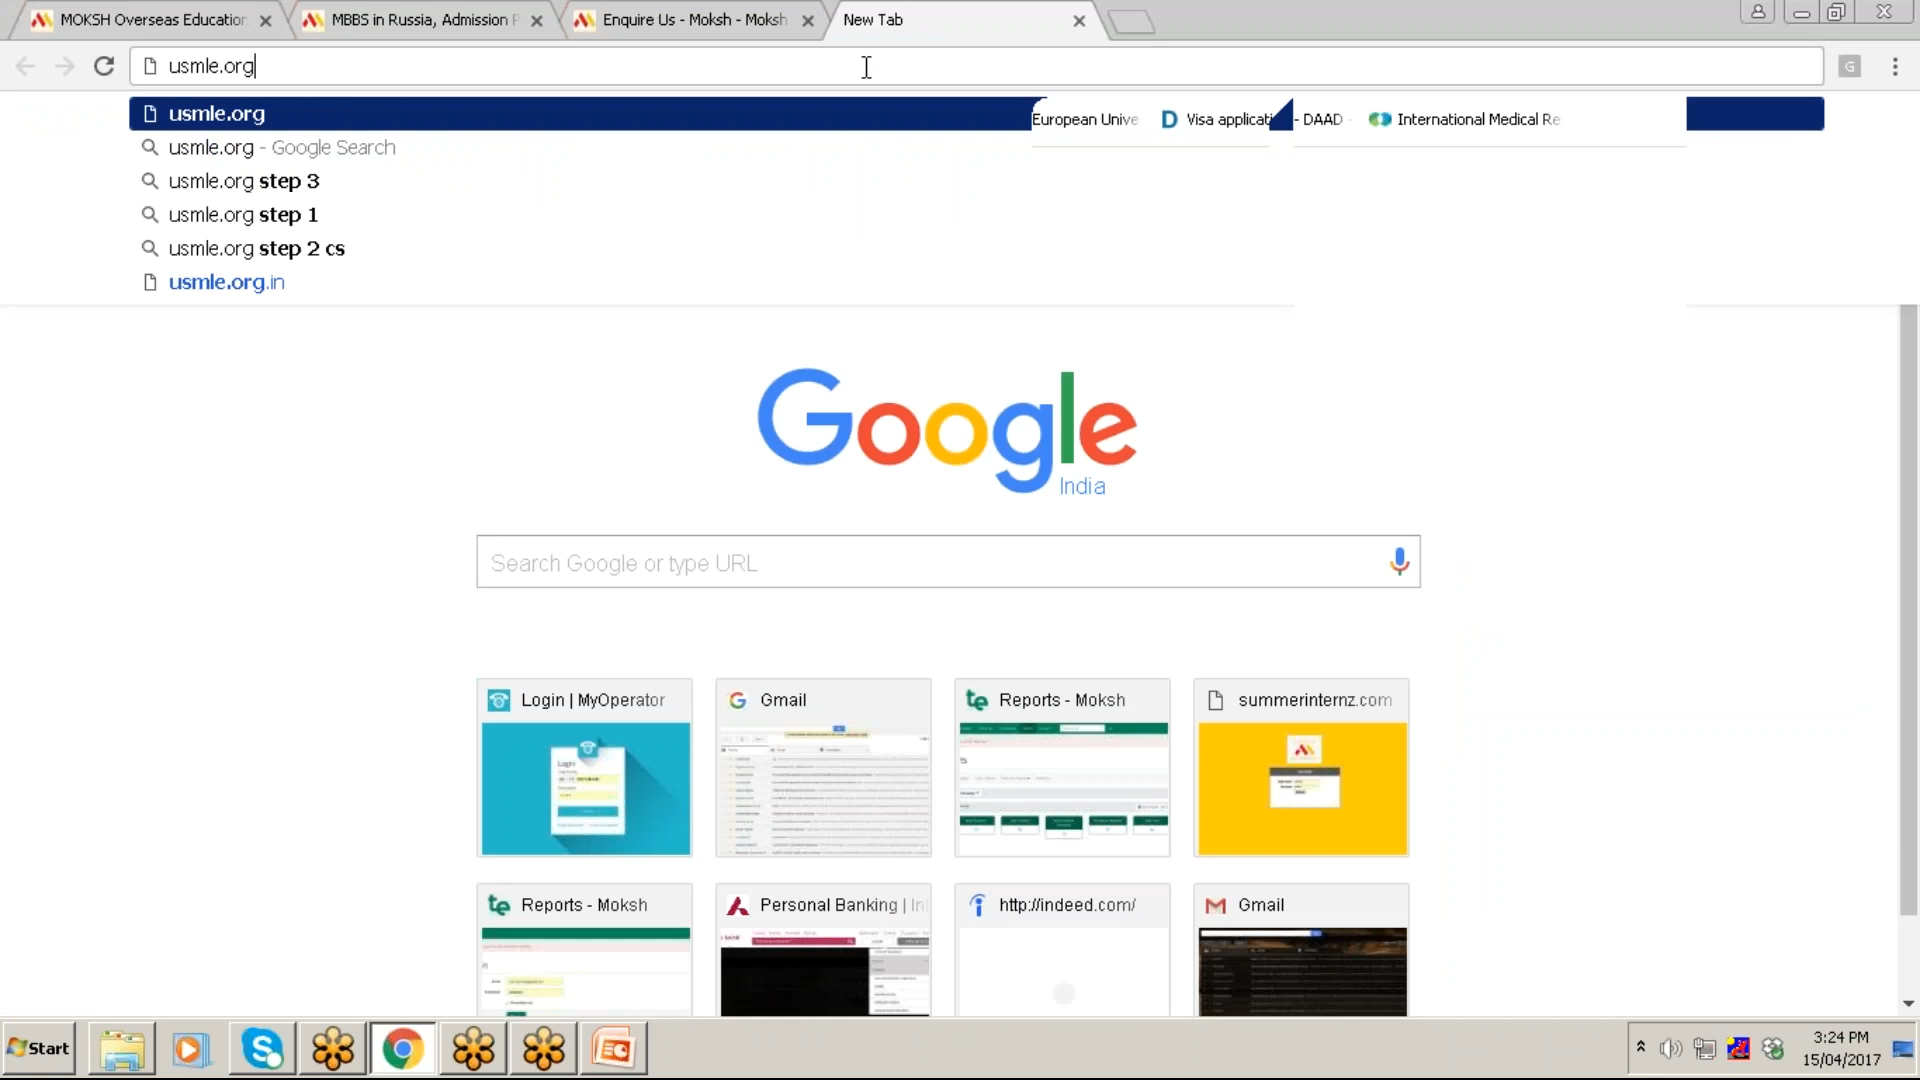 MOKSH Overseas Education
MBBS in Russia, Admission P
Enquire Us - Moksh - Moksh
New Tab
usmle.org
G
usmle.org
European Unive
Visa applicati - DAAD -
International Medical Re
usmle.org - Google Search
usmle.org step 3
usmle.org step 1
usmle.org step 2 cs
usmle.org.in
Google
India
Search Google or type URL
Login | MyOperator
Gmail
Reports - Moksh
summerinternz.com
Login
Reports - Moksh
Personal Banking | In
http://indeed.com/
Gmail
Start
3:24 PM
15/04/2017